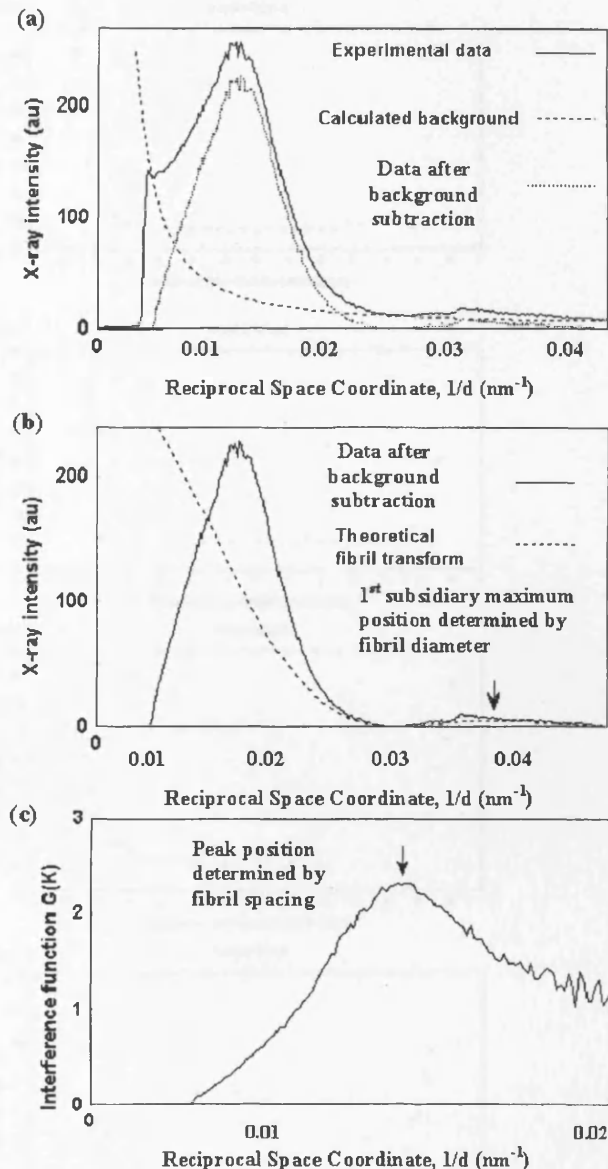 (a)
200
100
0
X-ray intensity (au)
Experimental data
Calculated background
Data after
background
subtraction
0
0.01
0.02
0.03
0.04
Reciprocal Space Coordinate, 1/d (nm⁻¹)
(b)
200
100
0
X-ray intensity (au)
Data after
background
subtraction
Theoretical
fibril transform
1ˢᵗ subsidiary maximum
position determined by
fibril diameter
0
0.01
0.02
0.03
0.04
Reciprocal Space Coordinate, 1/d (nm⁻¹)
(c)
3
2
1
0
Interference function G(K)
Peak position
determined by
fibril spacing
0
0.01
0.02
Reciprocal Space Coordinate, 1/d (nm⁻¹)